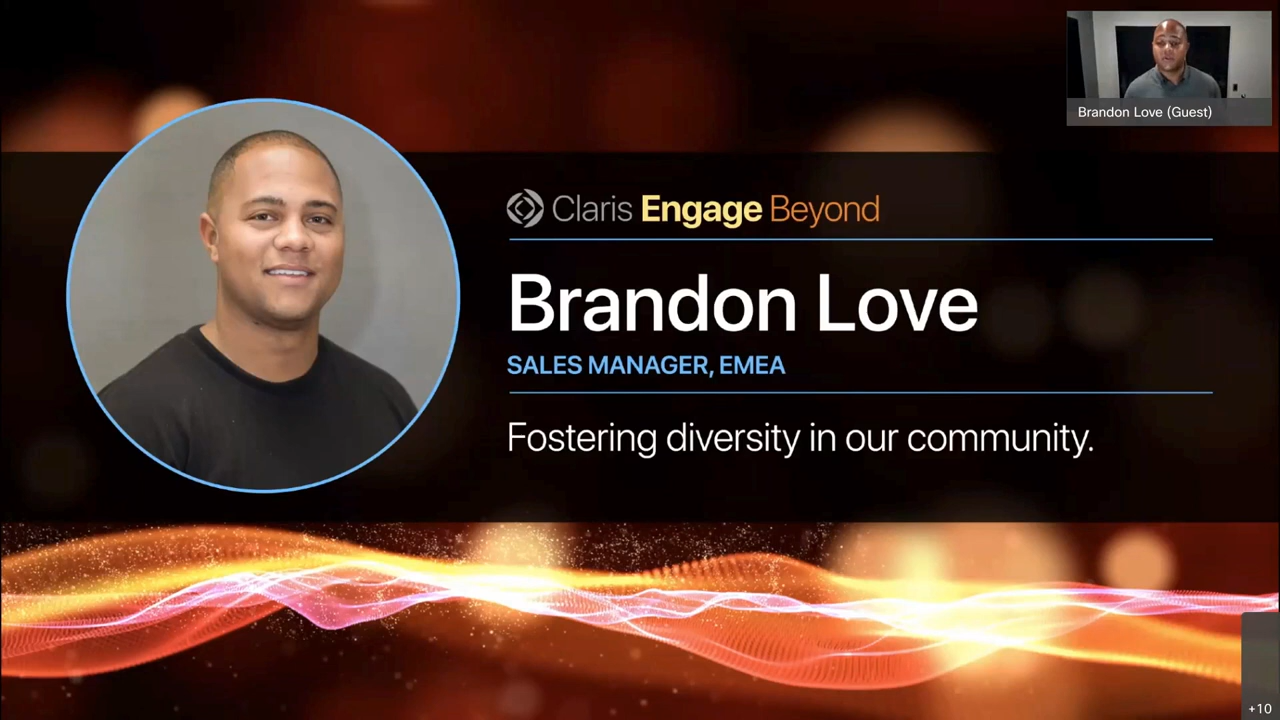 Brandon Love (Guest)
Claris Engage Beyond
Brandon Love
SALES MANAGER, EMEA
Fostering diversity in our community.
+10